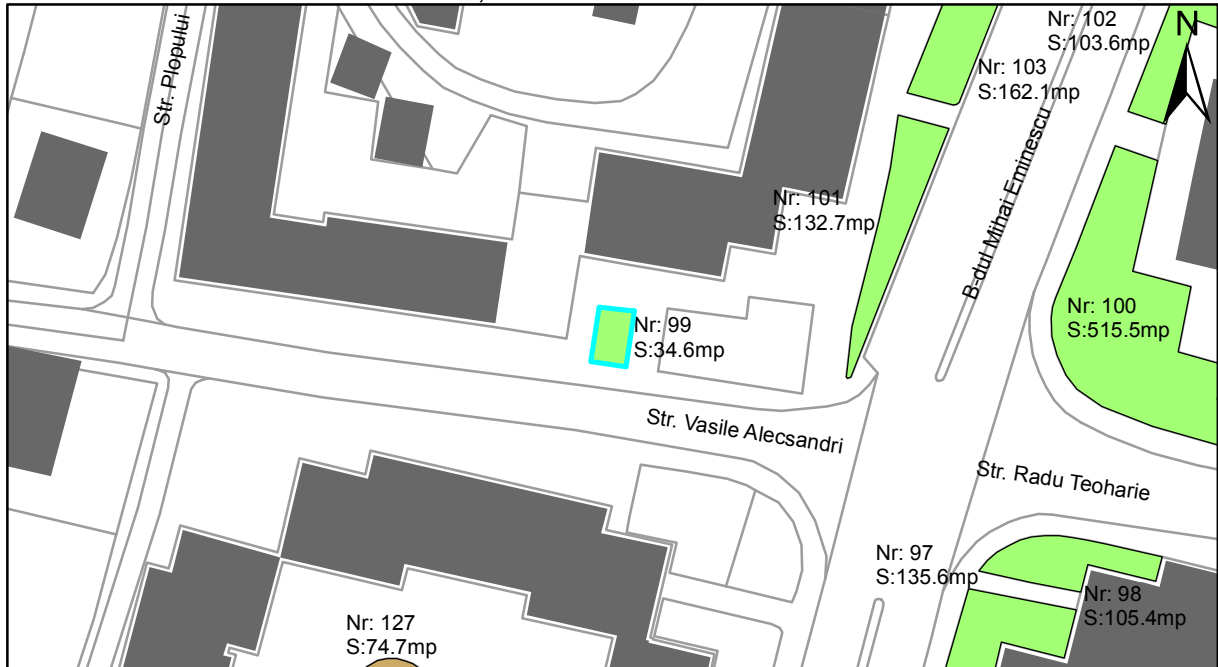 Nr: 102
S:103.6mp
N
Str. Plopului
Nr: 103
S:162.1mp
B-dul Mihai Eminescu
Nr: 101
S:132.7mp
Nr: 100
S:515.5mp
Nr: 99
S:34.6mp
Str. Vasile Alecsandri
Str. Radu Teoharie
Nr: 97
S:135.6mp
Nr: 98
S:105.4mp
Nr: 127
S:74.7mp